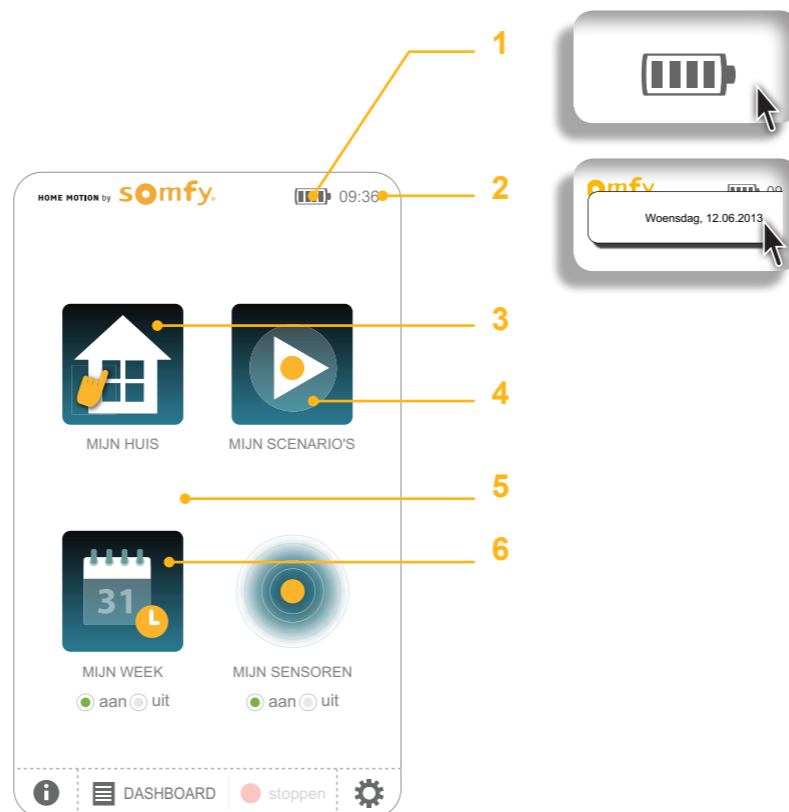 1
HOME MOTION by somfy.
09:36
2
Woensdag, 12.06.2013
3
4
MIJN HUIS
MIJN SCENARIO'S
5
6
31
MIJN WEEK
MIJN SENSOREN
aan uit
aan uit
i
DASHBOARD
stoppen